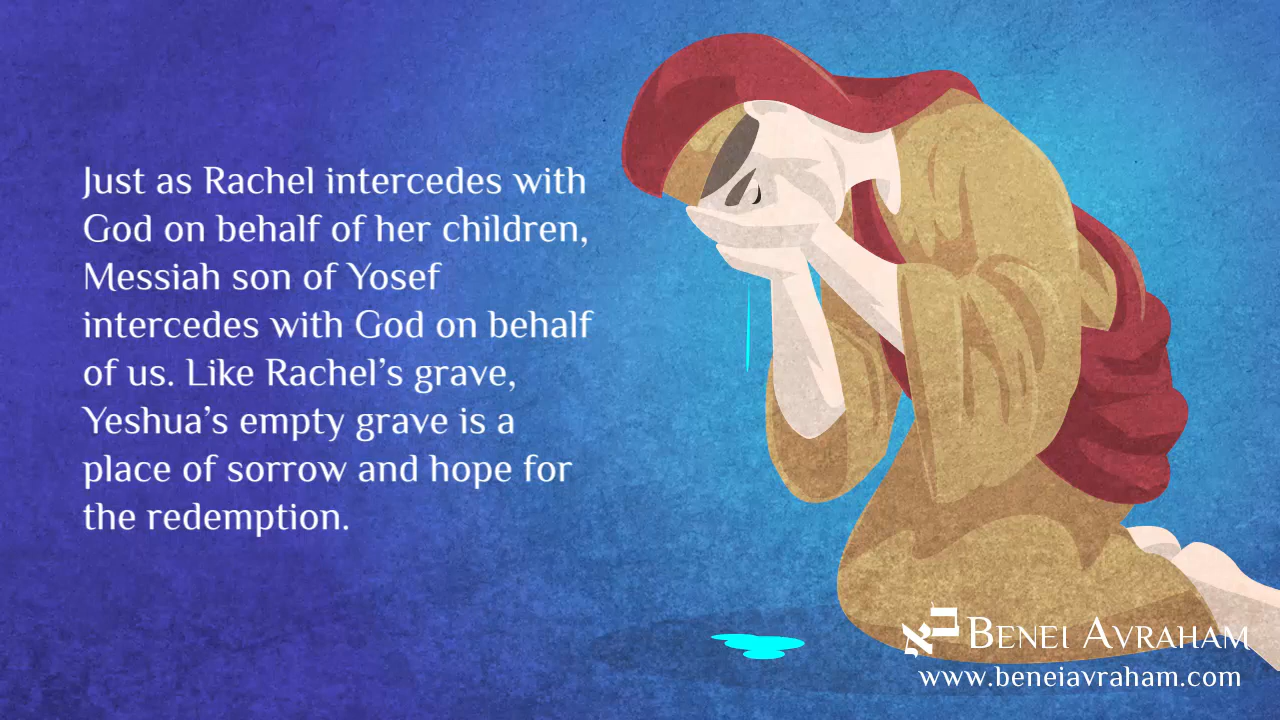 Just as Rachel intercedes with
God on behalf of her children,
Messiah son of Yosef
intercedes with God on behalf
of us. Like Rachel’s grave,
Yeshua’s empty grave is a
place of sorrow and hope for
the redemption.
אב BENEI AVRAHAM
www.beneiavraham.com